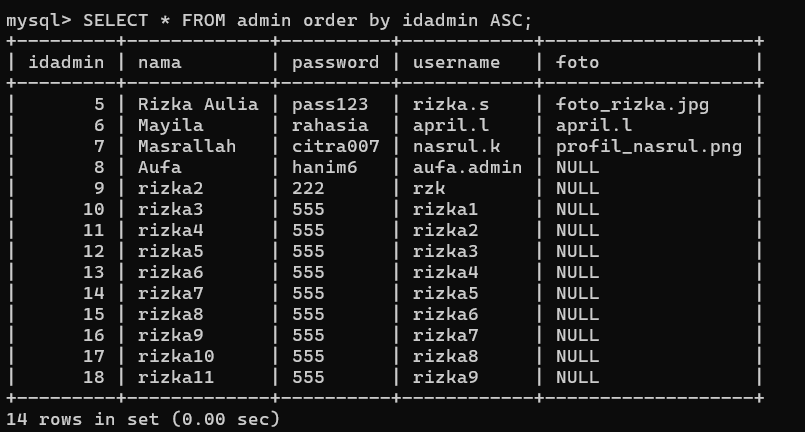 mysql> SELECT * FROM admin order by idadmin ASC;
+---------+-------------+----------+------------+-------------------+
| idadmin | nama        | password | username   | foto              |
+---------+-------------+----------+------------+-------------------+
|       5 | Rizka Aulia | pass123  | rizka.s    | foto_rizka.jpg    |
|       6 | Mayila      | rahasia  | april.l    | april.l           |
|       7 | Masrallah   | citra007 | nasrul.k   | profil_nasrul.png |
|       8 | Aufa        | hanim6   | aufa.admin | NULL              |
|       9 | rizka2      | 222      | rzk        | NULL              |
|      10 | rizka3      | 555      | rizka1     | NULL              |
|      11 | rizka4      | 555      | rizka2     | NULL              |
|      12 | rizka5      | 555      | rizka3     | NULL              |
|      13 | rizka6      | 555      | rizka4     | NULL              |
|      14 | rizka7      | 555      | rizka5     | NULL              |
|      15 | rizka8      | 555      | rizka6     | NULL              |
|      16 | rizka9      | 555      | rizka7     | NULL              |
|      17 | rizka10     | 555      | rizka8     | NULL              |
|      18 | rizka11     | 555      | rizka9     | NULL              |
+---------+-------------+----------+------------+-------------------+
14 rows in set (0.00 sec)